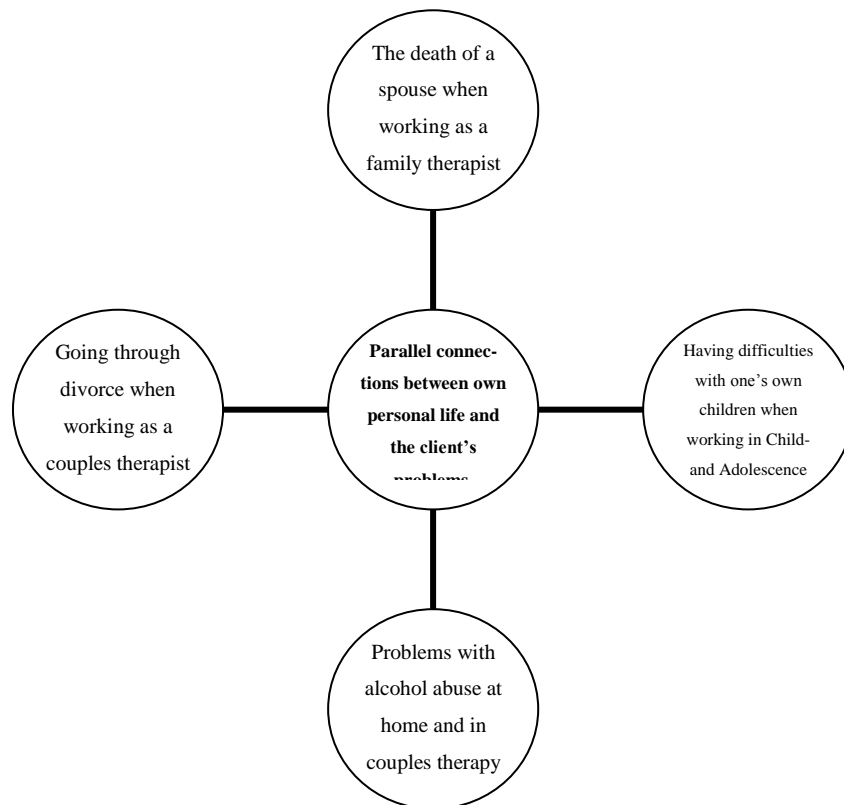 The death of a
spouse when
working as a
family therapist
Going through
divorce when
working as a
couples therapist
Parallel connec-
tions between own
personal life and
the client's
problems
Having difficulties
with one's own
children when
working in Child-
and Adolescence
Problems with
alcohol abuse at
home and in
couples therapy